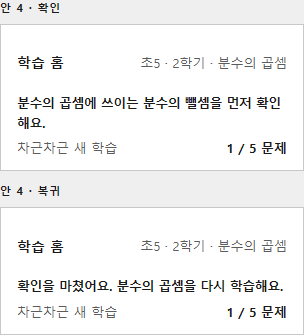 안 4 · 확인
학습 홈
초5 · 2학기 · 분수의 곱셈
분수의 곱셈에 쓰이는 분수의 뺄셈을 먼저 확인
해요.
차근차근 새 학습
1 / 5 문제
안 4 · 복귀
학습 홈
초5 · 2학기 · 분수의 곱셈
확인을 마쳤어요. 분수의 곱셈을 다시 학습해요.
차근차근 새 학습
1 / 5 문제